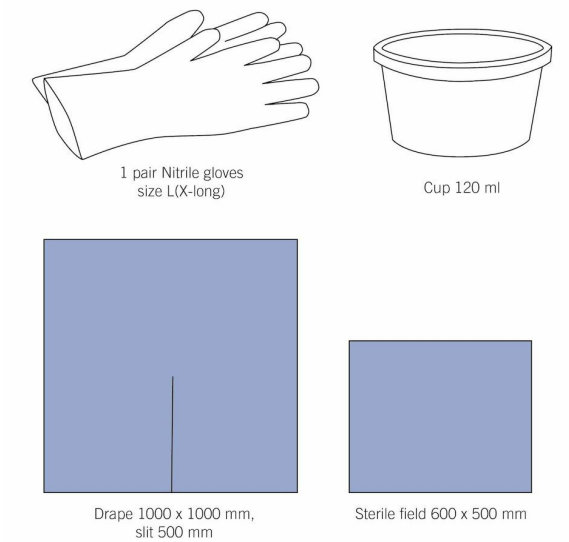 1 pair Nitrile gloves
size L(X-long)
Cup 120 ml
Drape 1000 x 1000 mm,
slit 500 mm
Sterile field 600 x 500 mm